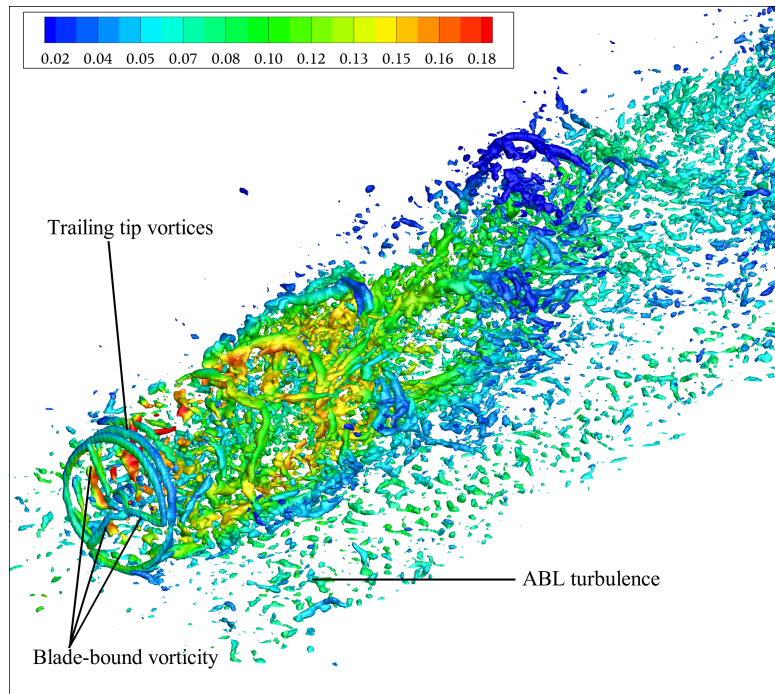 0.02 0.04 0.05 0.07 0.08 0.10 0.12 0.13 0.15 0.16 0.18
Trailing tip vortices
ABL turbulence
Blade-bound vorticity